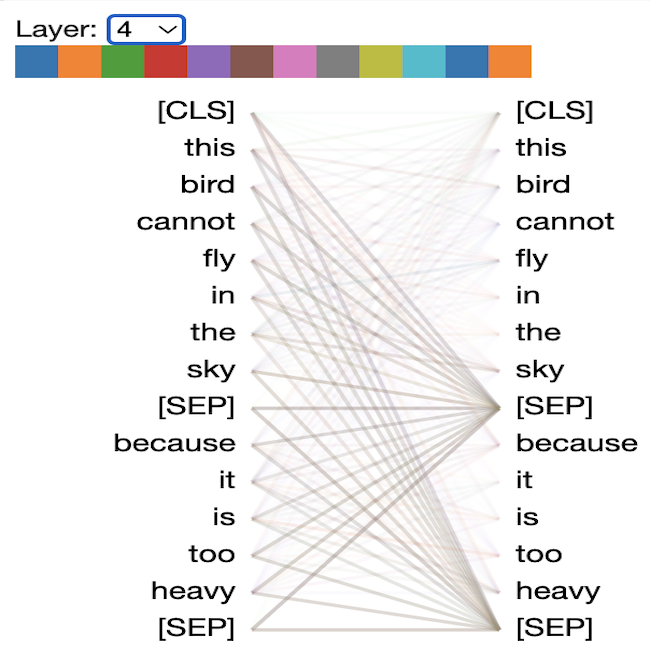 Layer: 4
[CLS] [CLS]
this this
bird bird
cannot cannot
fly fly
in in
the the
sky sky
[SEP] [SEP]
because because
it it
is is
too too
heavy heavy
[SEP] [SEP]